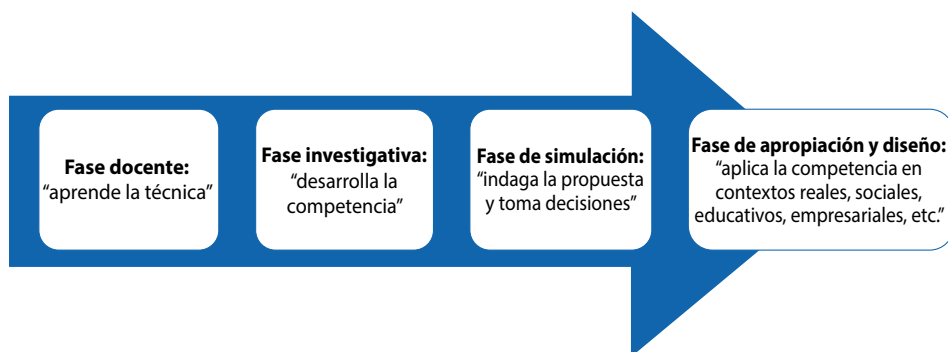 Fase docente:
“aprende la técnica”
Fase investigativa:
“desarrolla la
competencia”
Fase de simulación:
“indaga la propuesta
y toma decisiones”
Fase de apropiación y diseño:
“aplica la competencia en
contextos reales, sociales,
educativos, empresariales, etc.”